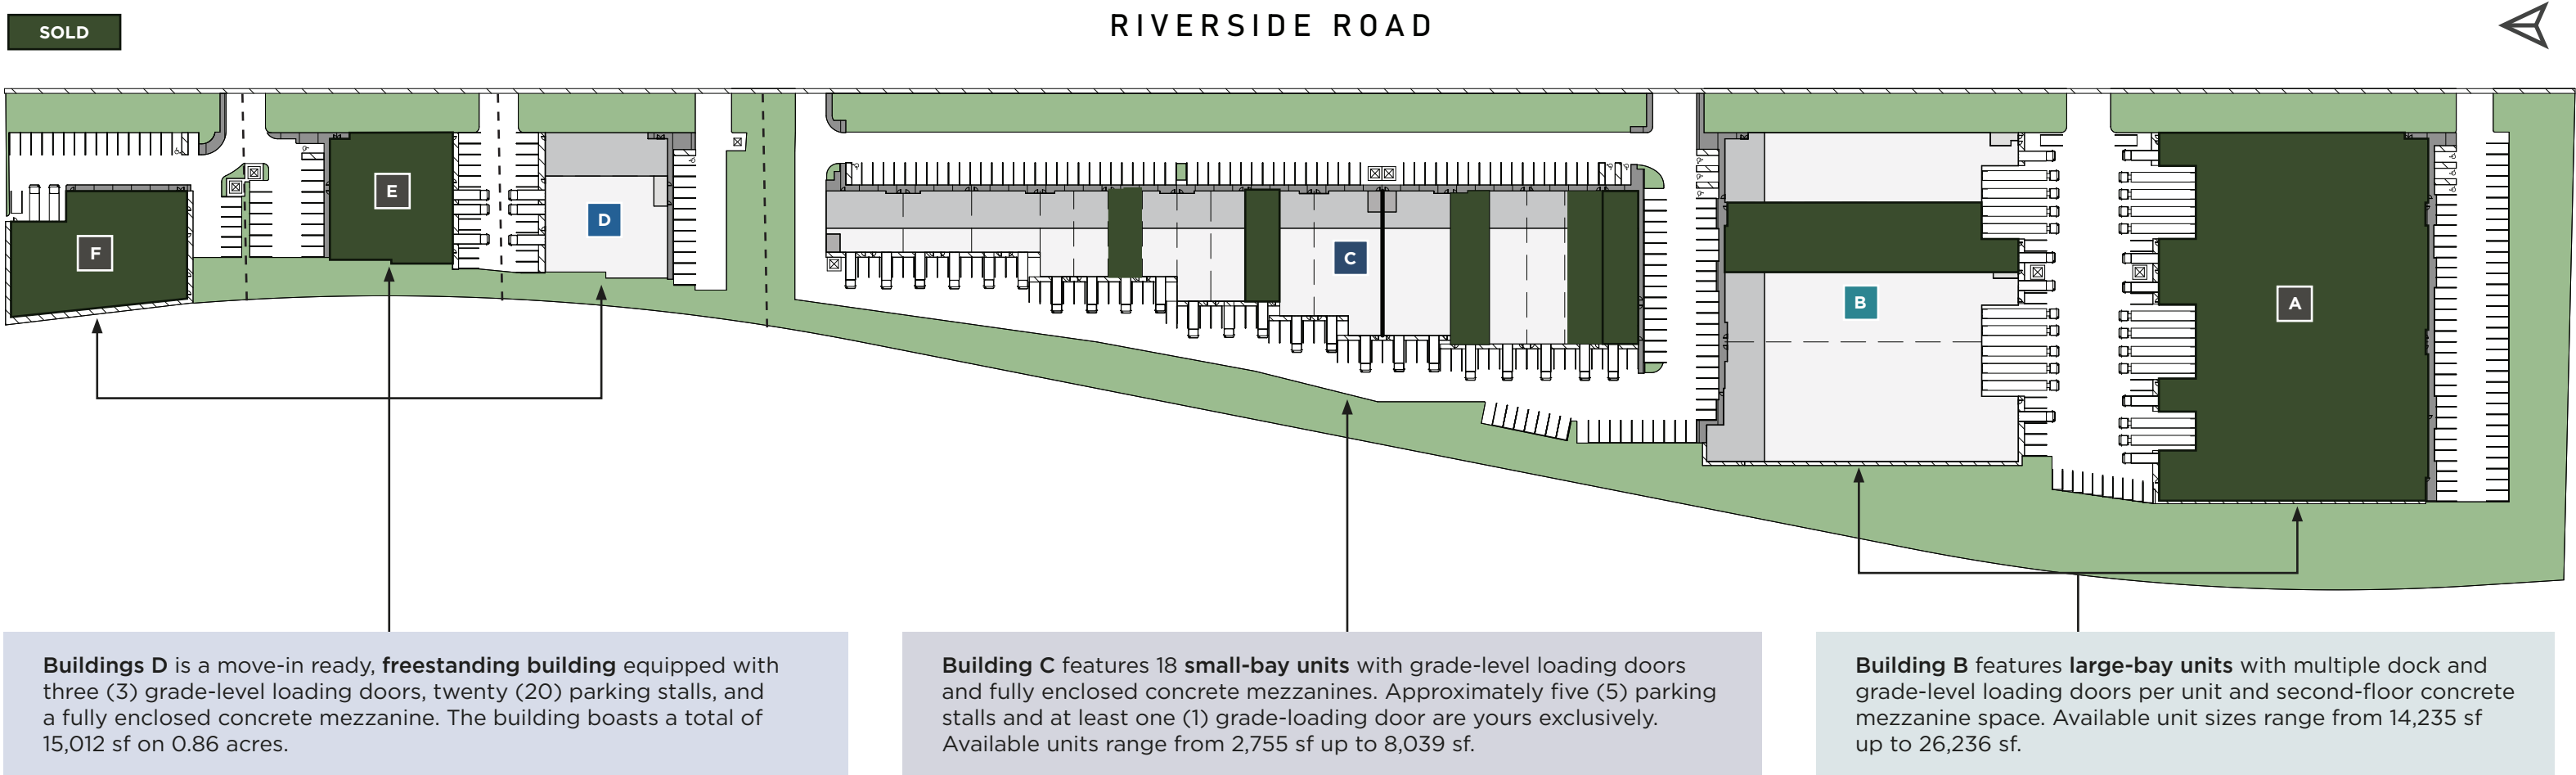 SOLD
RIVERSIDE ROAD
F
E
D
C
B
A
Buildings D is a move-in ready, freestanding building equipped with
three (3) grade-level loading doors, twenty (20) parking stalls, and
a fully enclosed concrete mezzanine. The building boasts a total of
15,012 sf on 0.86 acres.
Building C features 18 small-bay units with grade-level loading doors
and fully enclosed concrete mezzanines. Approximately five (5) parking
stalls and at least one (1) grade-loading door are yours exclusively.
Available units range from 2,755 sf up to 8,039 sf.
Building B features large-bay units with multiple dock and
grade-level loading doors per unit and second-floor concrete
mezzanine space. Available unit sizes range from 14,235 sf
up to 26,236 sf.